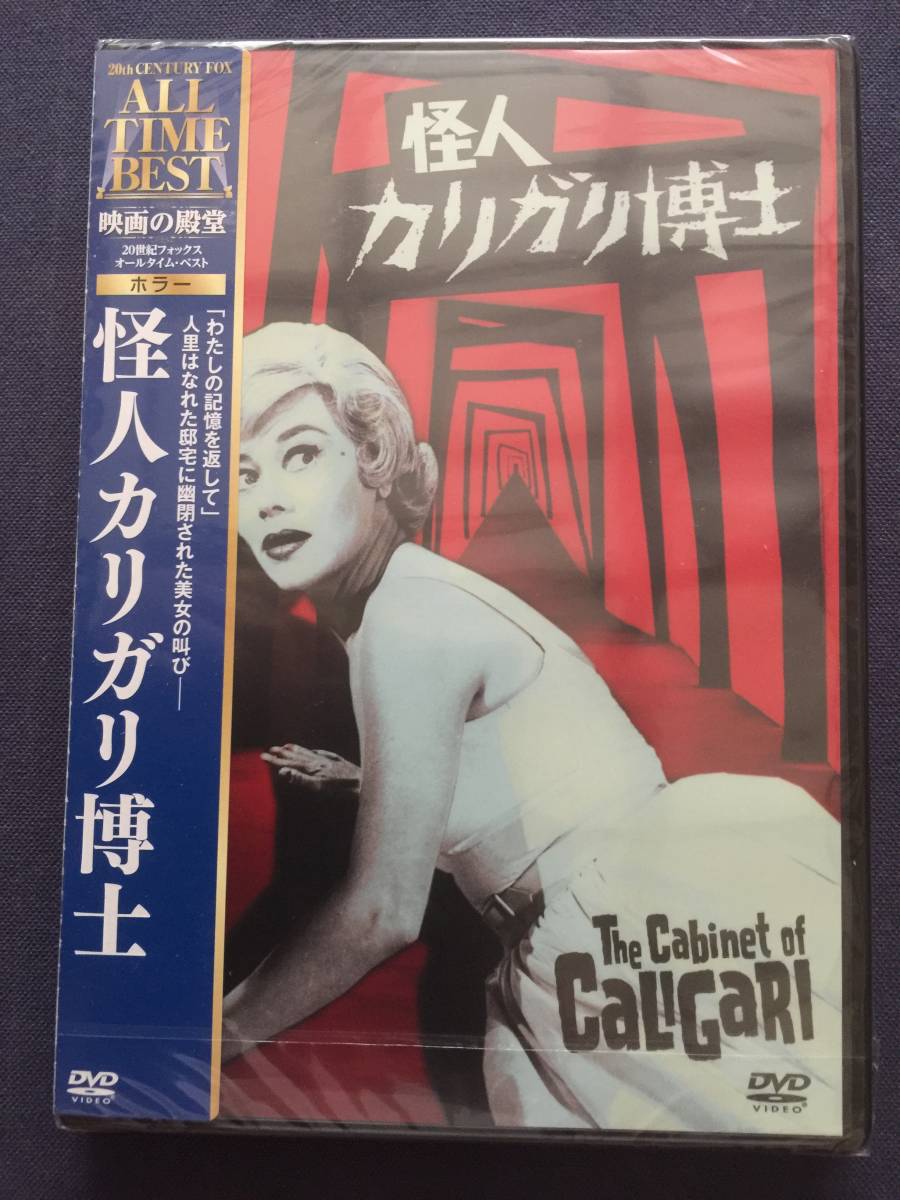 20th CENTURY FOX
ALL
TIME
BEST
映画の殿堂
20世紀フォックス
オールタイム・ベスト
ホラー
「わたしの記憶を返して」
人里はなれた邸宅に幽閉された美女の叫び──
怪人カリガリ博士
DVD
VIDEO
怪人
カリガリ博士
The Cabinet of
CALIGARI
DVD
VIDEO